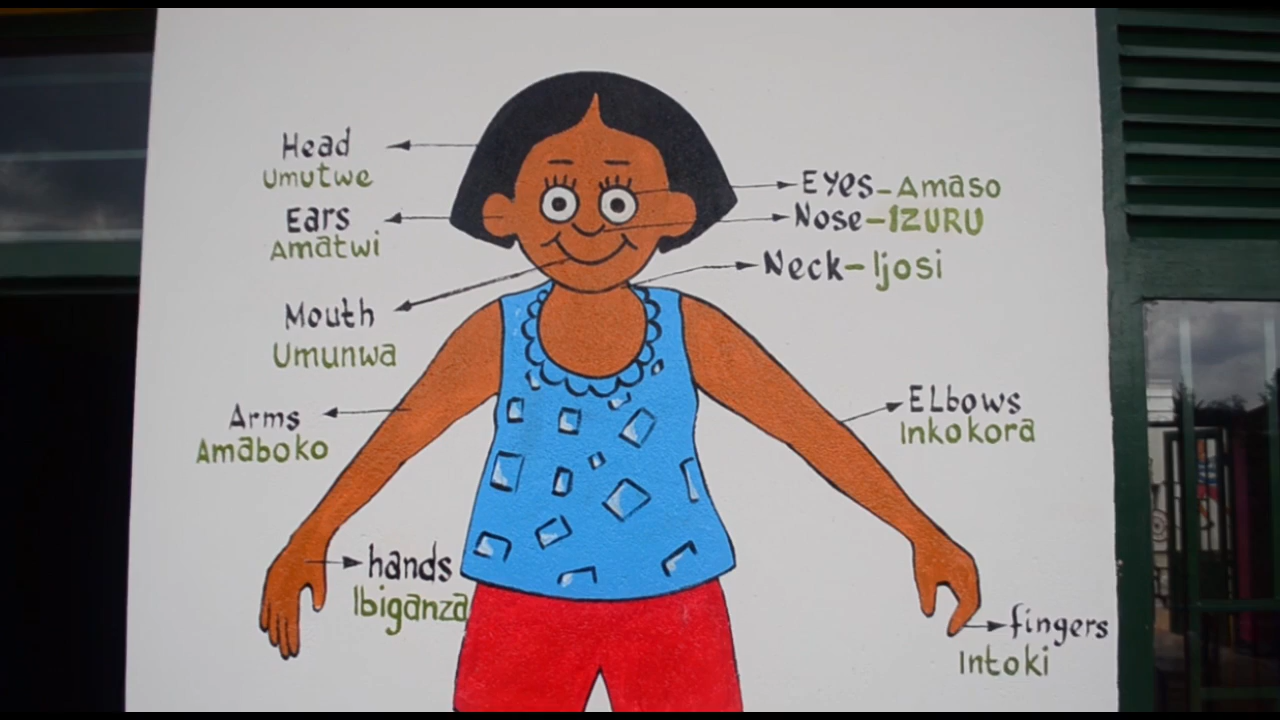 Head
Umutwe
Ears
Amatwi
Mouth
Umunwa
Arms
Amaboko
hands
Ibiganza
EYes-Amaso
Nose-IZURU
Neck-Ijosi
ELbows
Inkokora
fingers
Intoki